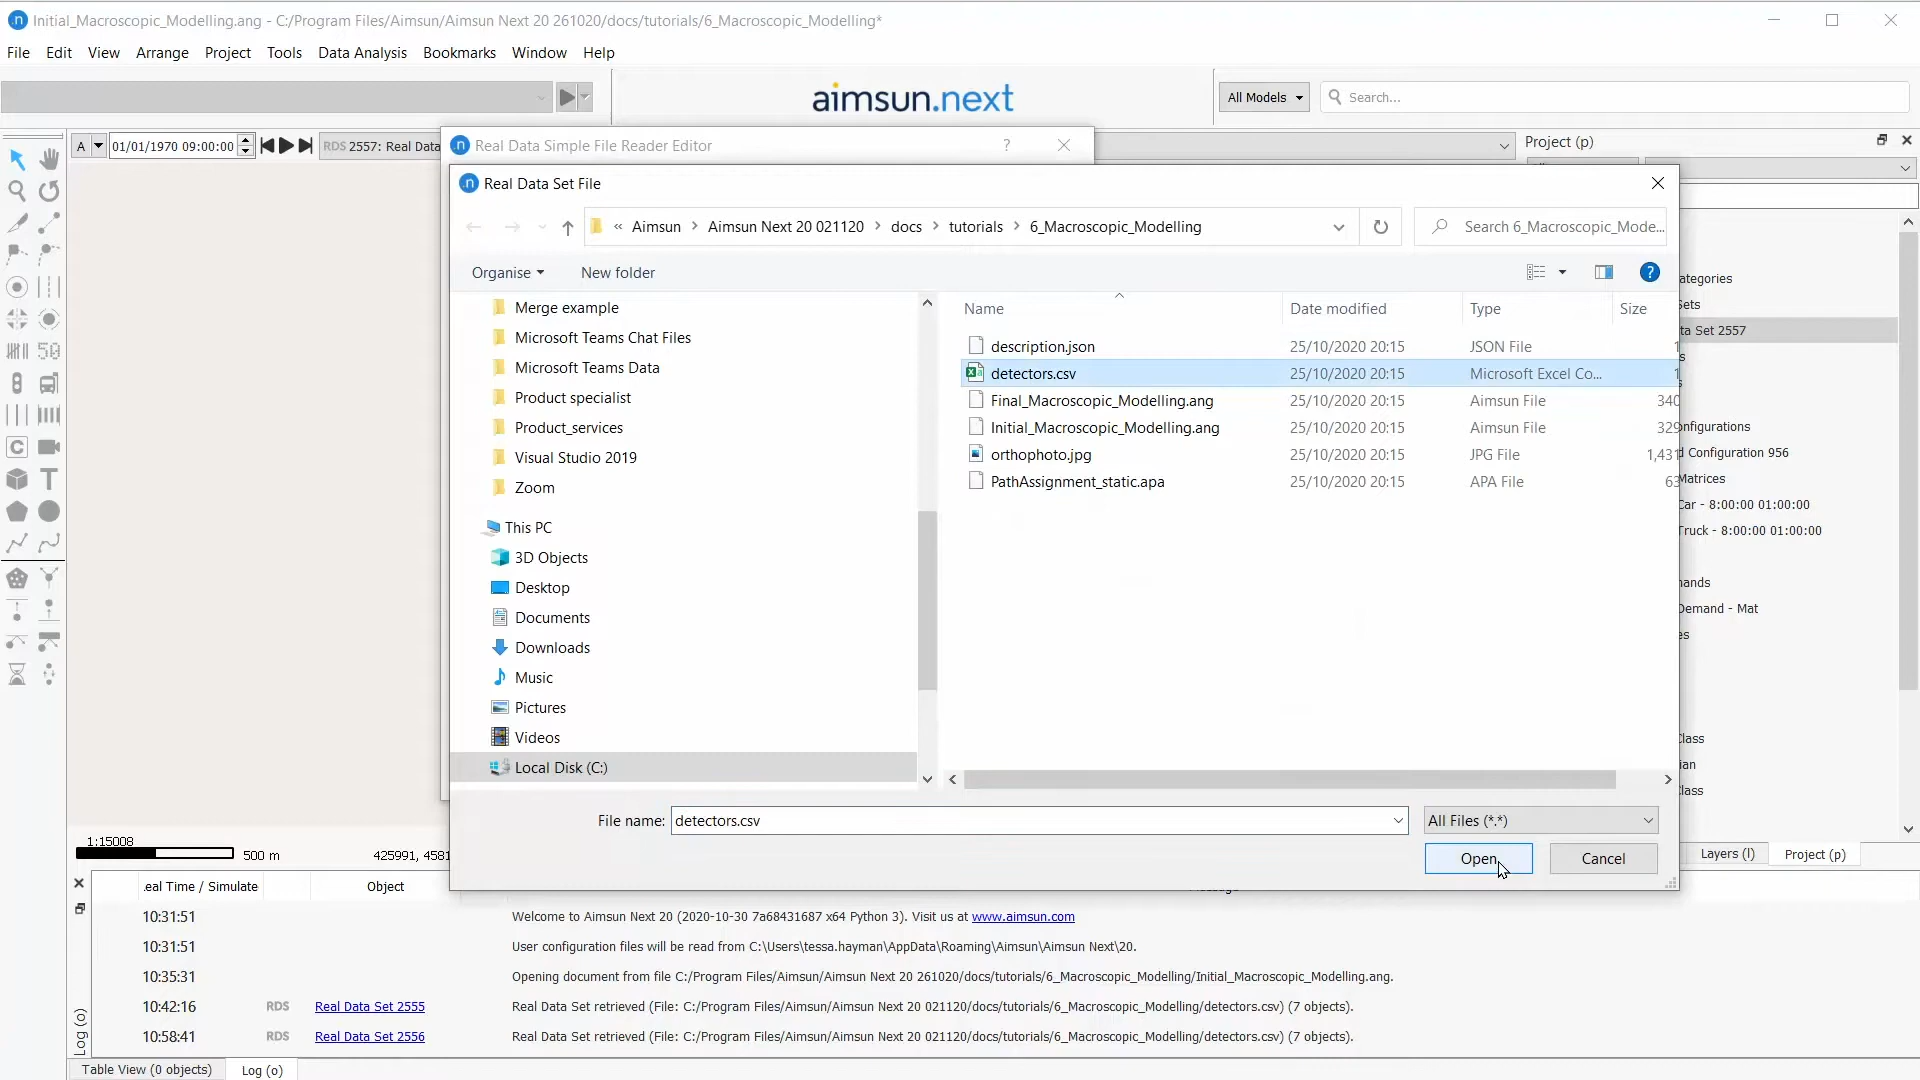 Initial_Macroscopic_Modelling.ang - C:/Program Files/Aimsun/Aimsun Next 20 261020/docs/tutorials/6_Macroscopic_Modelling*
File Edit View Arrange Project Tools Data Analysis Bookmarks Window Help
aimsun.next
All Models
Search...
A 01/01/1970 09:00:00 RDS 2557: Real Data
Real Data Simple File Reader Editor ?
Project (p)
Real Data Set File
« Aimsun > Aimsun Next 20 021120 > docs > tutorials > 6_Macroscopic_Modelling
Search 6_Macroscopic_Mode...
Organise New folder
Merge example
Microsoft Teams Chat Files
Microsoft Teams Data
Product specialist
Product_services
Visual Studio 2019
Zoom
This PC
3D Objects
Desktop
Documents
Downloads
Music
Pictures
Videos
Local Disk (C:)
Name Date modified Type Size
description.json 25/10/2020 20:15 JSON File 1
detectors.csv 25/10/2020 20:15 Microsoft Excel Co... 1
Final_Macroscopic_Modelling.ang 25/10/2020 20:15 Aimsun File 340
Initial_Macroscopic_Modelling.ang 25/10/2020 20:15 Aimsun File 329
orthophoto.jpg 25/10/2020 20:15 JPG File 1,431
PathAssignment_static.apa 25/10/2020 20:15 APA File 63
File name: detectors.csv All Files (*.*)
Open Cancel
ategories
Sets
ta Set 2557
s
onfigurations
d Configuration 956
Matrices
Car - 8:00:00 01:00:00
Truck - 8:00:00 01:00:00
nands
Demand - Mat
es
lass
ian
lass
Layers (l) Project (p)
1:15008
500 m
425991, 4581
eal Time / Simulate Object
10:31:51 Welcome to Aimsun Next 20 (2020-10-30 7a68431687 x64 Python 3). Visit us at www.aimsun.com
10:31:51 User configuration files will be read from C:\Users\tessa.hayman\AppData\Roaming\Aimsun\Aimsun Next\20.
10:35:31 Opening document from file C:/Program Files/Aimsun/Aimsun Next 20 261020/docs/tutorials/6_Macroscopic_Modelling/Initial_Macroscopic_Modelling.ang.
10:42:16 RDS Real Data Set 2555 Real Data Set retrieved (File: C:/Program Files/Aimsun/Aimsun Next 20 021120/docs/tutorials/6_Macroscopic_Modelling/detectors.csv) (7 objects).
10:58:41 RDS Real Data Set 2556 Real Data Set retrieved (File: C:/Program Files/Aimsun/Aimsun Next 20 021120/docs/tutorials/6_Macroscopic_Modelling/detectors.csv) (7 objects).
Log (o)
Table View (0 objects) Log (o)